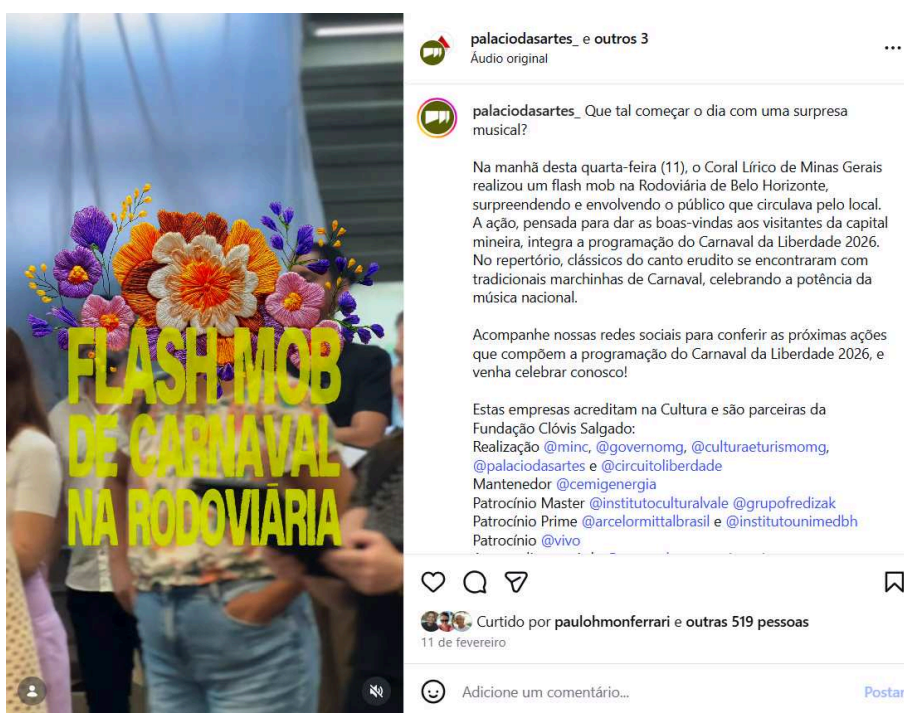 FLASH MOB
DE CARNAVAL
NA RODOVIÁRIA
palaciodasartes_ e outros 3
Áudio original
palaciodasartes_ Que tal começar o dia com uma surpresa
musical?
Na manhã desta quarta-feira (11), o Coral Lírico de Minas Gerais
realizou um flash mob na Rodoviária de Belo Horizonte,
surpreendendo e envolvendo o público que circulava pelo local.
A ação, pensada para dar as boas-vindas aos visitantes da capital
mineira, integra a programação do Carnaval da Liberdade 2026.
No repertório, clássicos do canto erudito se encontraram com
tradicionais marchinhas de Carnaval, celebrando a potência da
música nacional.
Acompanhe nossas redes sociais para conferir as próximas ações
que compõem a programação do Carnaval da Liberdade 2026, e
venha celebrar conosco!
Estas empresas acreditam na Cultura e são parceiras da
Fundação Clóvis Salgado:
Realização @minc, @governomg, @culturaeturismomg,
@palaciodasartes e @circuitoliberdade
Mantenedor @cemigenergia
Patrocínio Master @institutoculturalvale @grupofredizak
Patrocínio Prime @arcelormittalbrasil e @institutounimedbh
Patrocínio @vivo
Curtido por paulohmonferrari e outras 519 pessoas
11 de fevereiro
Adicione um comentário...
Postar